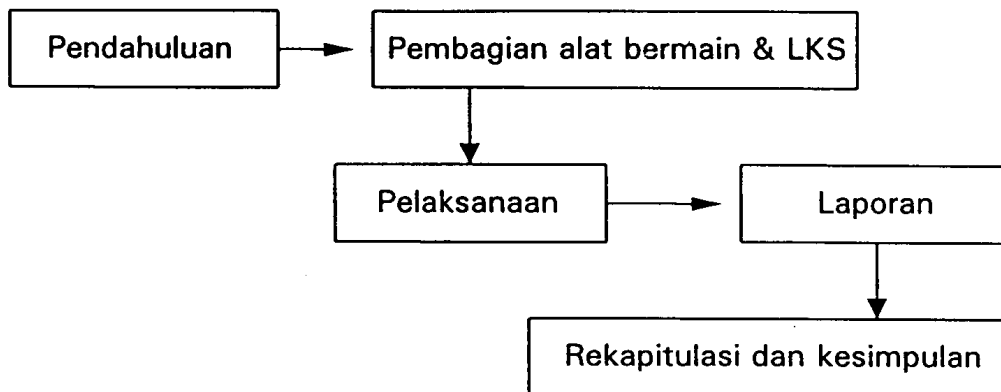 Pendahuluan
Pembagian alat bermain & LKS
Pelaksanaan
Laporan
Rekapitulasi dan kesimpulan